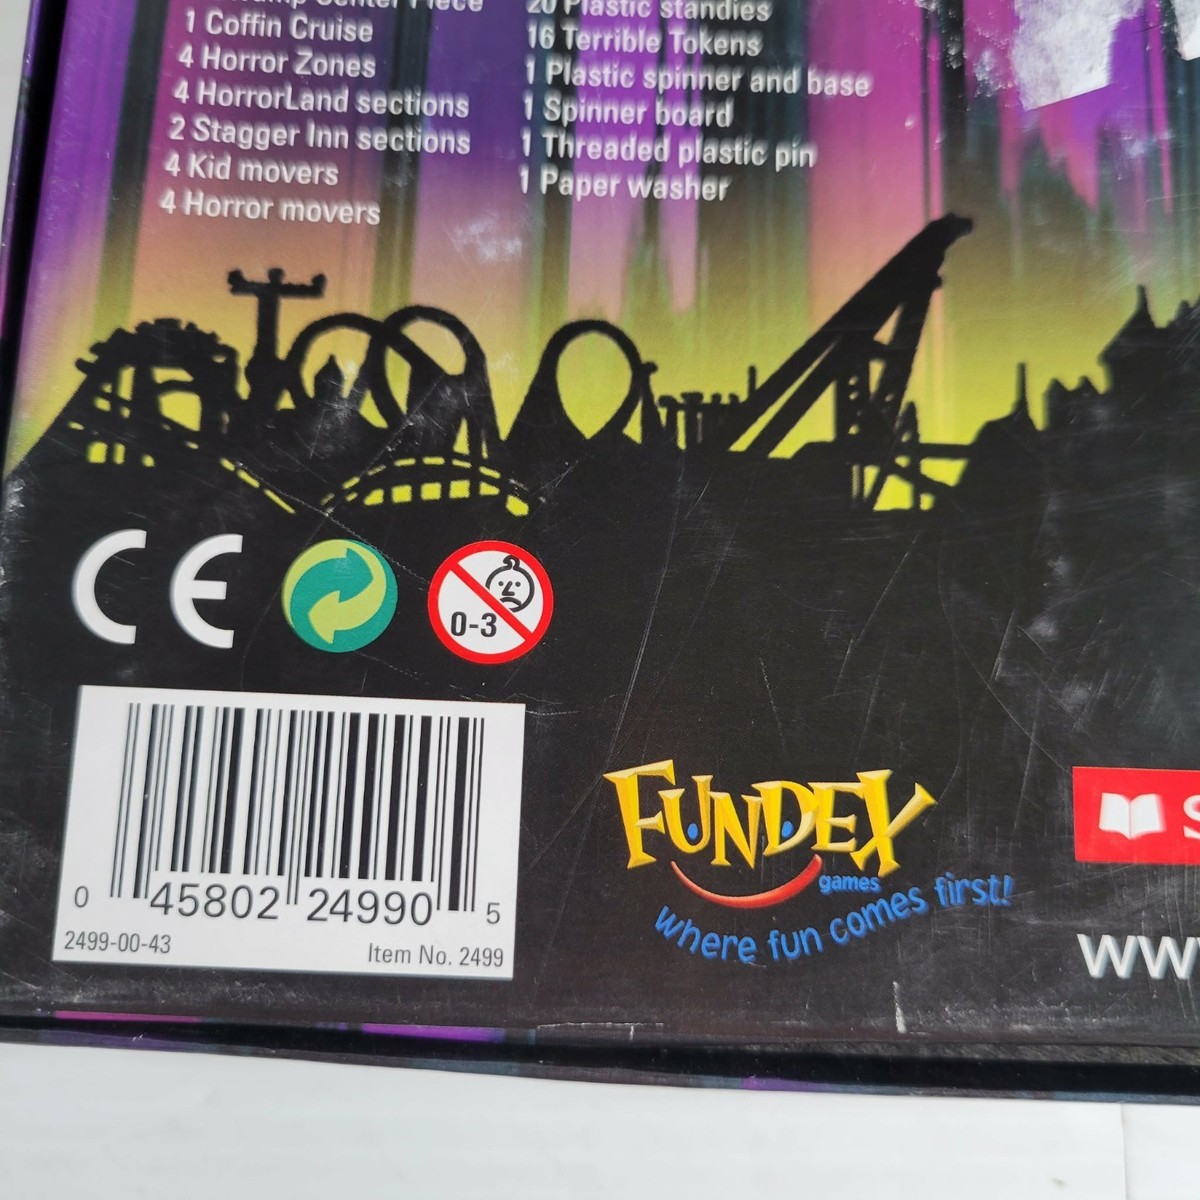 Center Piece
1 Coffin Cruise
4 Horror Zones
4 HorrorLand sections
2 Stagger Inn sections
4 Kid movers
4 Horror movers
20 Plastic standies
16 Terrible Tokens
1 Plastic spinner and base
1 Spinner board
1 Threaded plastic pin
1 Paper washer
CE
0-3
0 45802 24990 5
2499-00-43 Item No. 2499
FUNDEX
games
where fun comes first!
S
ww